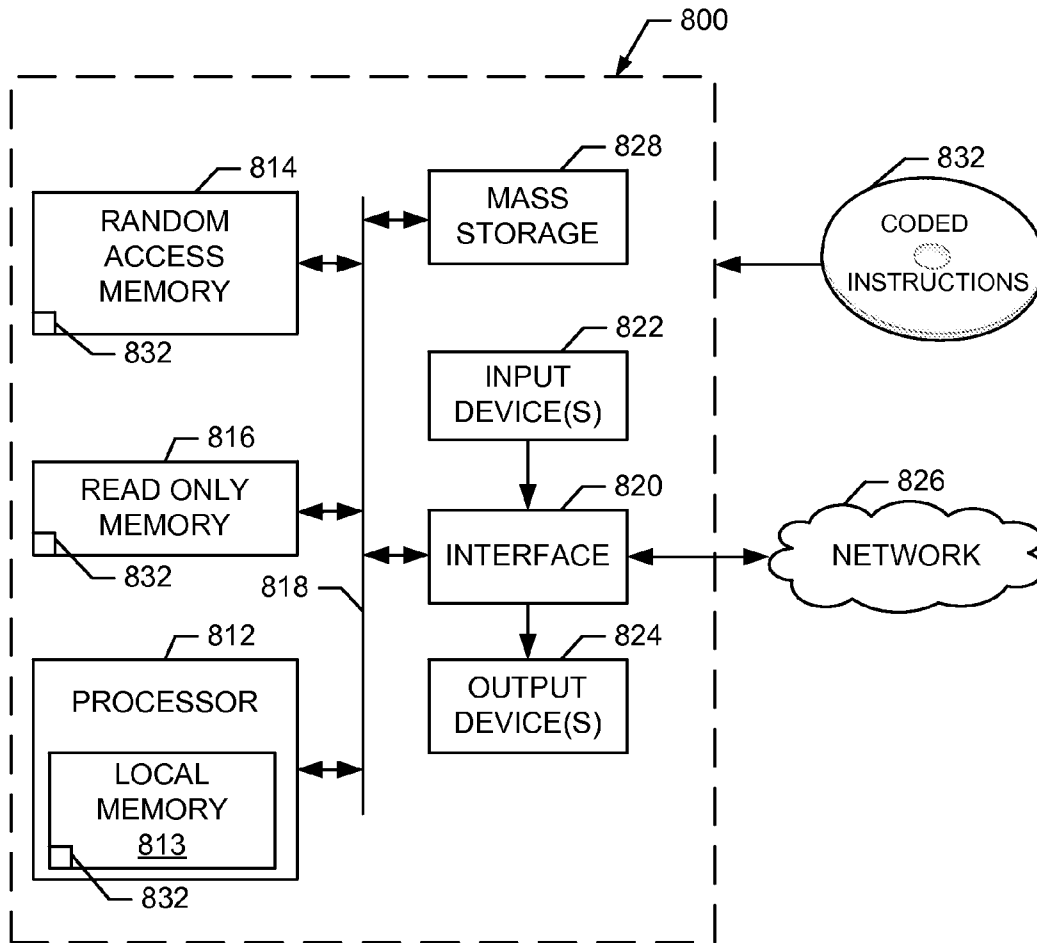 800
814
RANDOM
ACCESS
MEMORY
832
828
MASS
STORAGE
832
CODED
INSTRUCTIONS
822
INPUT
DEVICE(S)
816
READ ONLY
MEMORY
832
818
820
INTERFACE
826
NETWORK
812
PROCESSOR
LOCAL
MEMORY
813
832
824
OUTPUT
DEVICE(S)